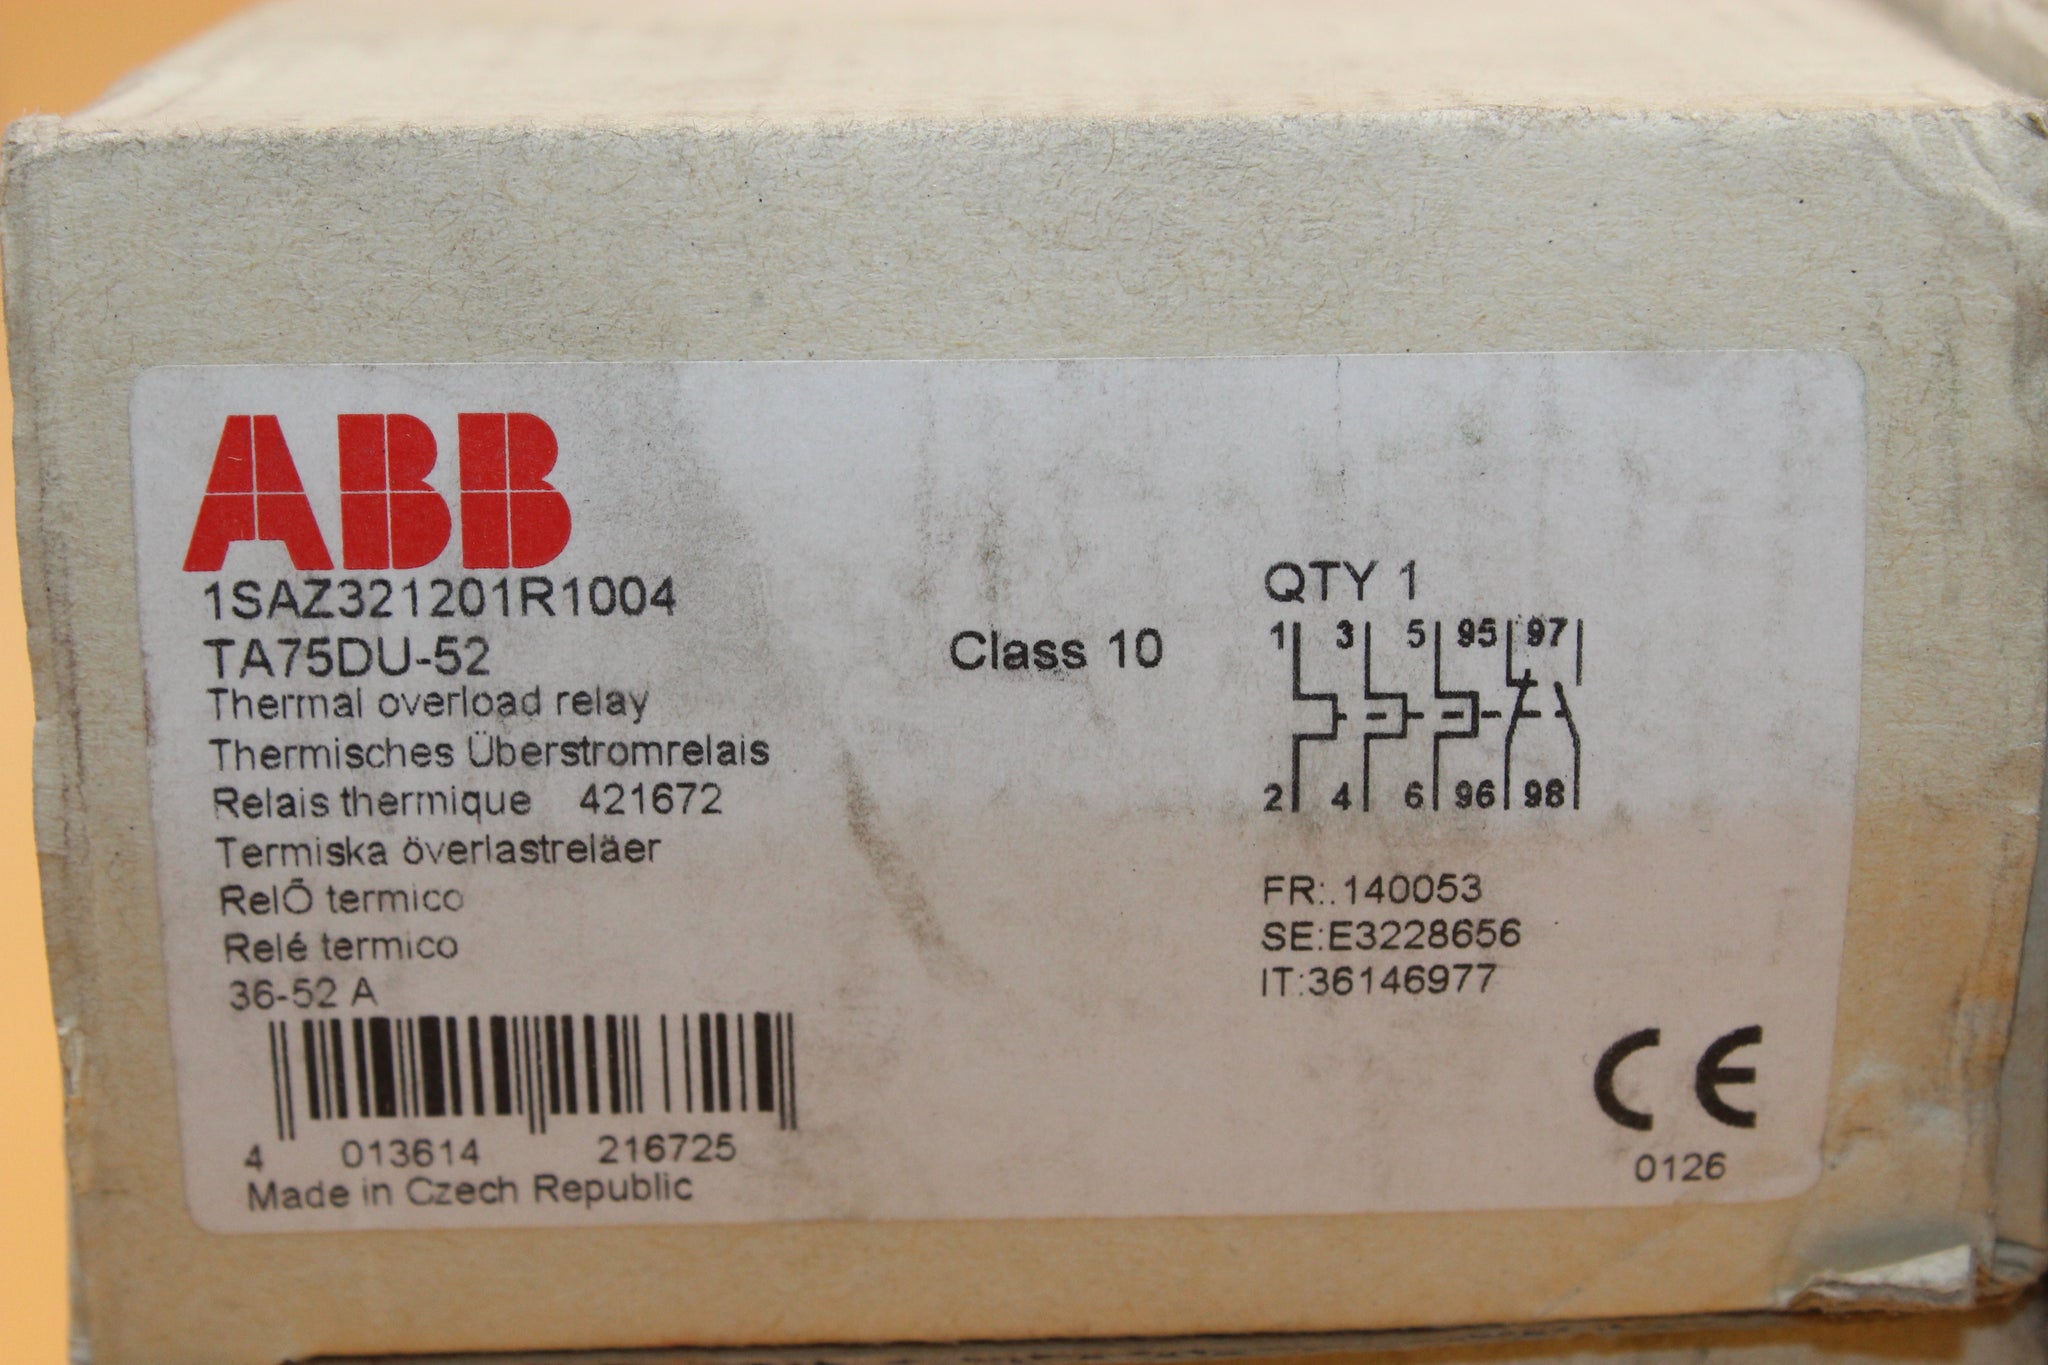 ABB
1SAZ321201R1004
TA75DU-52
Thermal overload relay
Thermisches Überstromrelais
Relais thermique 421672
Termiska överlastreläer
RelÕ termico
Relé termico
36-52 A
4 013614 216725
Made in Czech Republic
Class 10
QTY 1
1 3 5 95 97
2 4 6 96 98
FR:.140053
SE:E3228656
IT:36146977
CE
0126